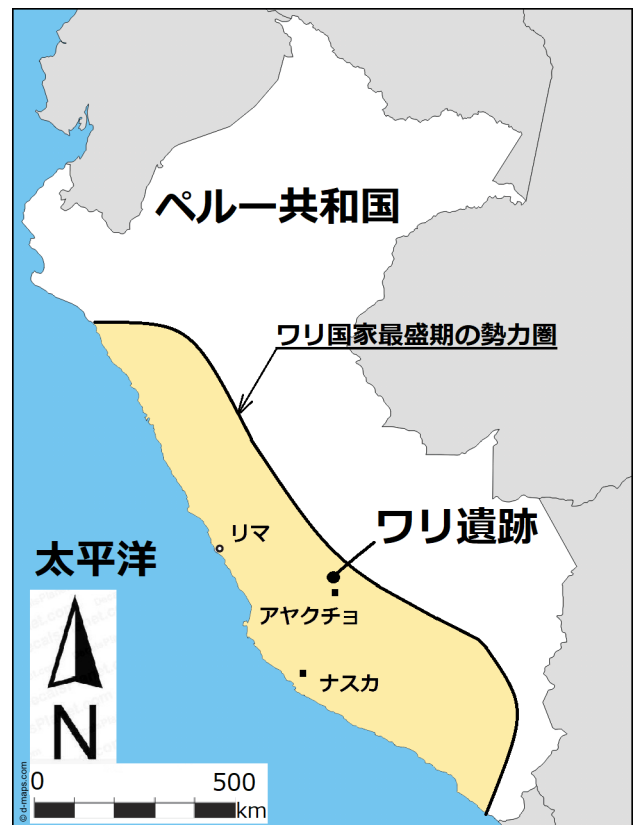 ペルー共和国
ワリ国家最盛期の勢力圏
ワリ遺跡
リマ
太平洋
アヤクチョ
ナスカ
N
0 500
km
© d-maps.com